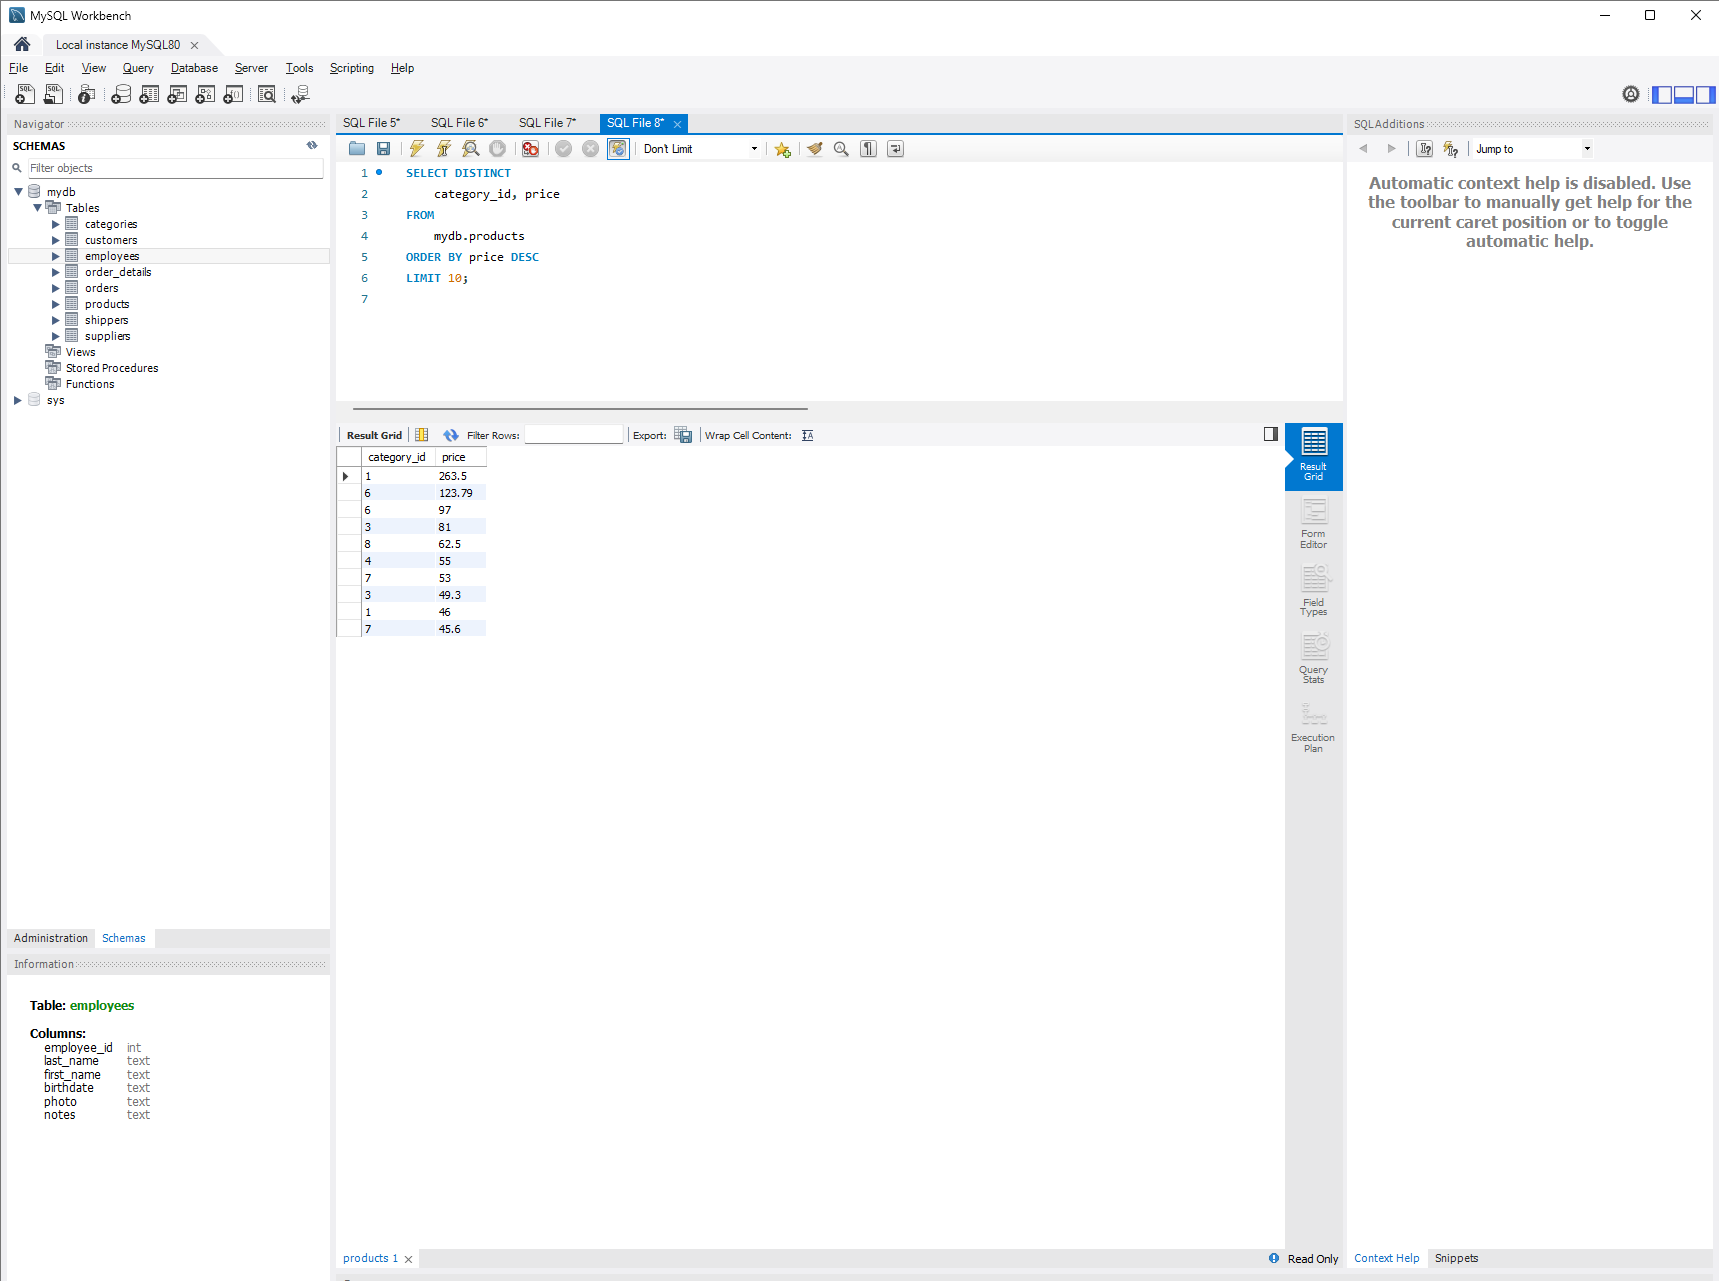 MySQL Workbench
Local instance MySQL80
File Edit View Query Database Server Tools Scripting Help
Navigator
SCHEMAS
Filter objects
mydb
Tables
categories
customers
employees
order_details
orders
products
shippers
suppliers
Views
Stored Procedures
Functions
sys
Administration Schemas
Information
Table: employees
Columns:
employee_id int
last_name text
first_name text
birthdate text
photo text
notes text
SQL File 5* SQL File 6* SQL File 7* SQL File 8*
Don't Limit
1 SELECT DISTINCT
2 category_id, price
3 FROM
4 mydb.products
5 ORDER BY price DESC
6 LIMIT 10;
7
Result Grid Filter Rows: Export: Wrap Cell Content:
category_id price
1 263.5
6 123.79
6 97
3 81
8 62.5
4 55
7 53
3 49.3
1 46
7 45.6
Result
Grid
Form
Editor
Field
Types
Query
Stats
Execution
Plan
products 1
Read Only
SQLAdditions
Jump to
Automatic context help is disabled. Use
the toolbar to manually get help for the
current caret position or to toggle
automatic help.
Context Help Snippets